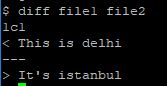 $ diff file1 file2
1c1
< This is delhi
---
> It's istanbul